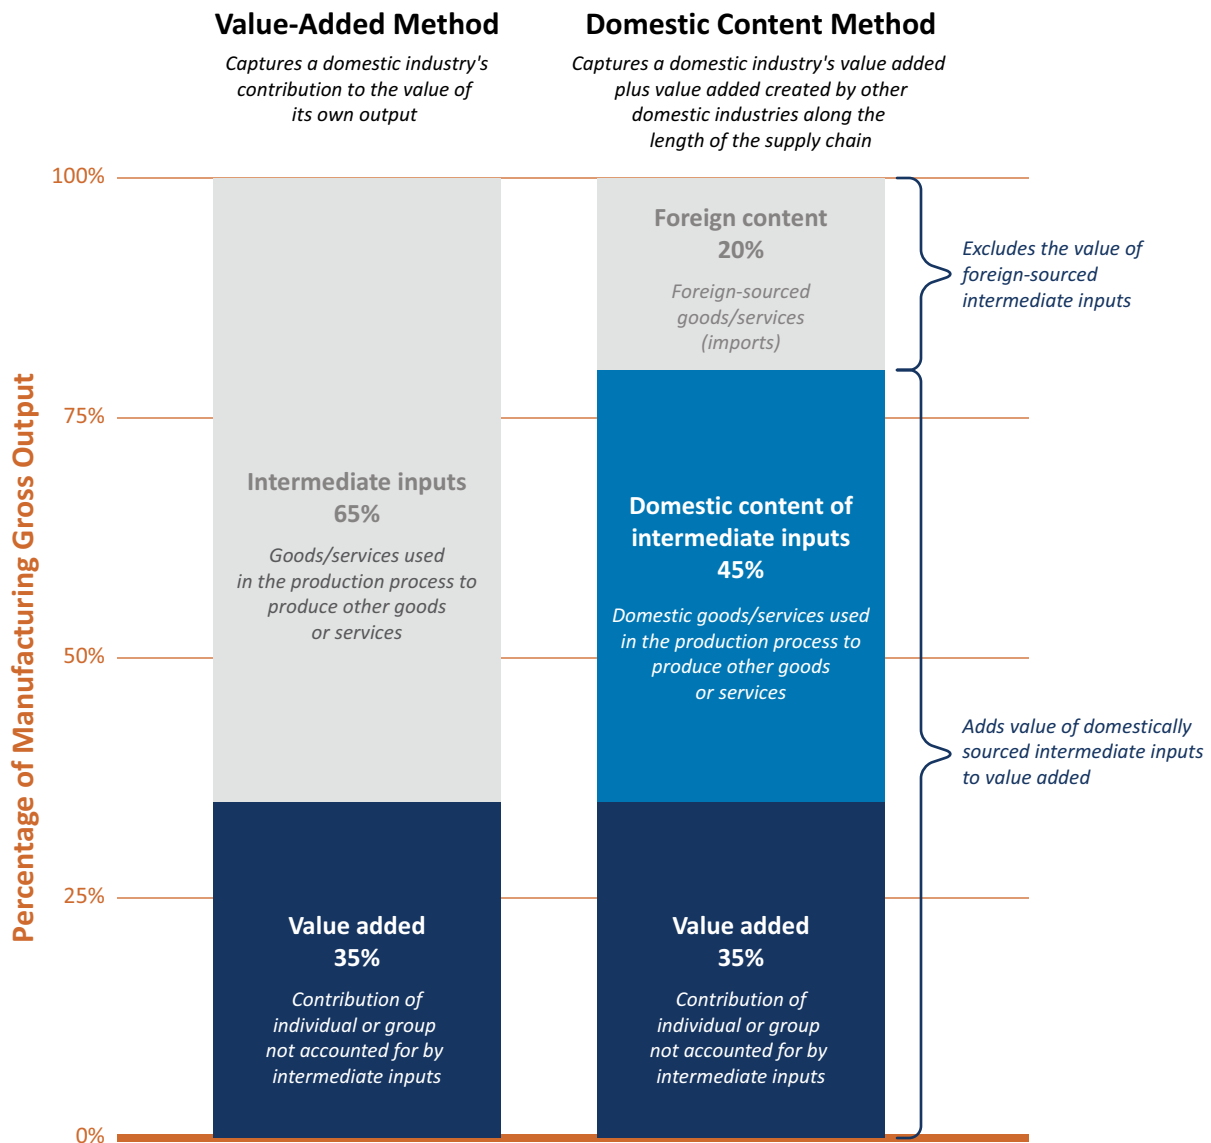 Value-Added Method
Captures a domestic industry's
contribution to the value of
its own output
Domestic Content Method
Captures a domestic industry's value added
plus value added created by other
domestic industries along the
length of the supply chain
Percentage of Manufacturing Gross Output
100%
75%
50%
25%
0%
Intermediate inputs
65%
Goods/services used
in the production process to
produce other goods
or services
Value added
35%
Contribution of
individual or group
not accounted for by
intermediate inputs
Foreign content
20%
Foreign-sourced
goods/services
(imports)
Domestic content of
intermediate inputs
45%
Domestic goods/services used
in the production process to
produce other goods
or services
Value added
35%
Contribution of
individual or group
not accounted for by
intermediate inputs
Excludes the value of
foreign-sourced
intermediate inputs
Adds value of domestically
sourced intermediate inputs
to value added